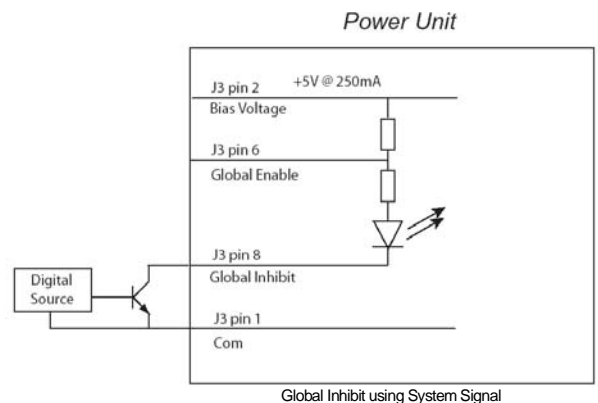 Power Unit
J3 pin 2
+5V @ 250mA
Bias Voltage
J3 pin 6
Global Enable
J3 pin 8
Global Inhibit
Digital
Source
J3 pin 1
Com
Global Inhibit using System Signal